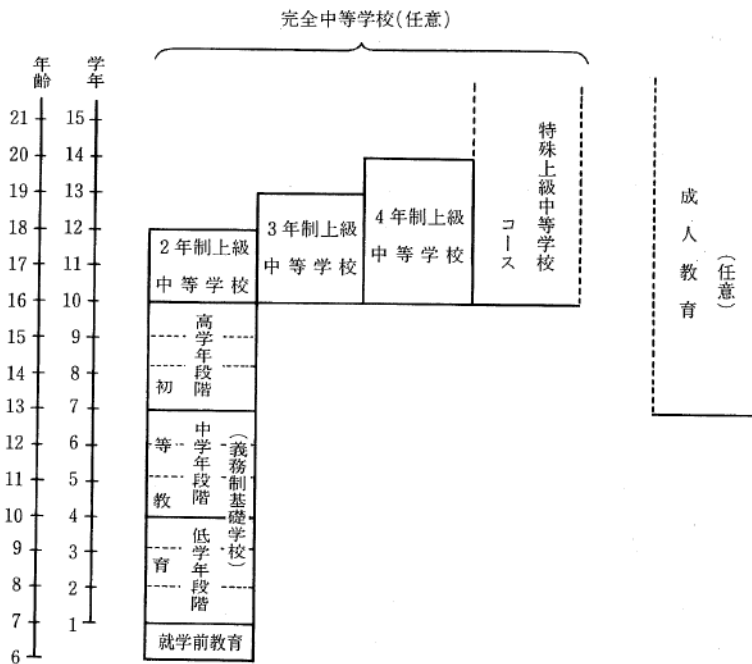 完全中等学校(任意)
年齢
学年
21
20
19
18
17
16
15
14
13
12
11
10
9
8
7
6
15
14
13
12
11
10
9
8
7
6
5
4
3
2
1
2年制上級
中等学校
3年制上級
中等学校
4年制上級
中等学校
特殊上級中等学校
コース
成人教育
(任意)
初等教育
高学年段階
中学年段階
低学年段階
(義務制基礎学校)
就学前教育